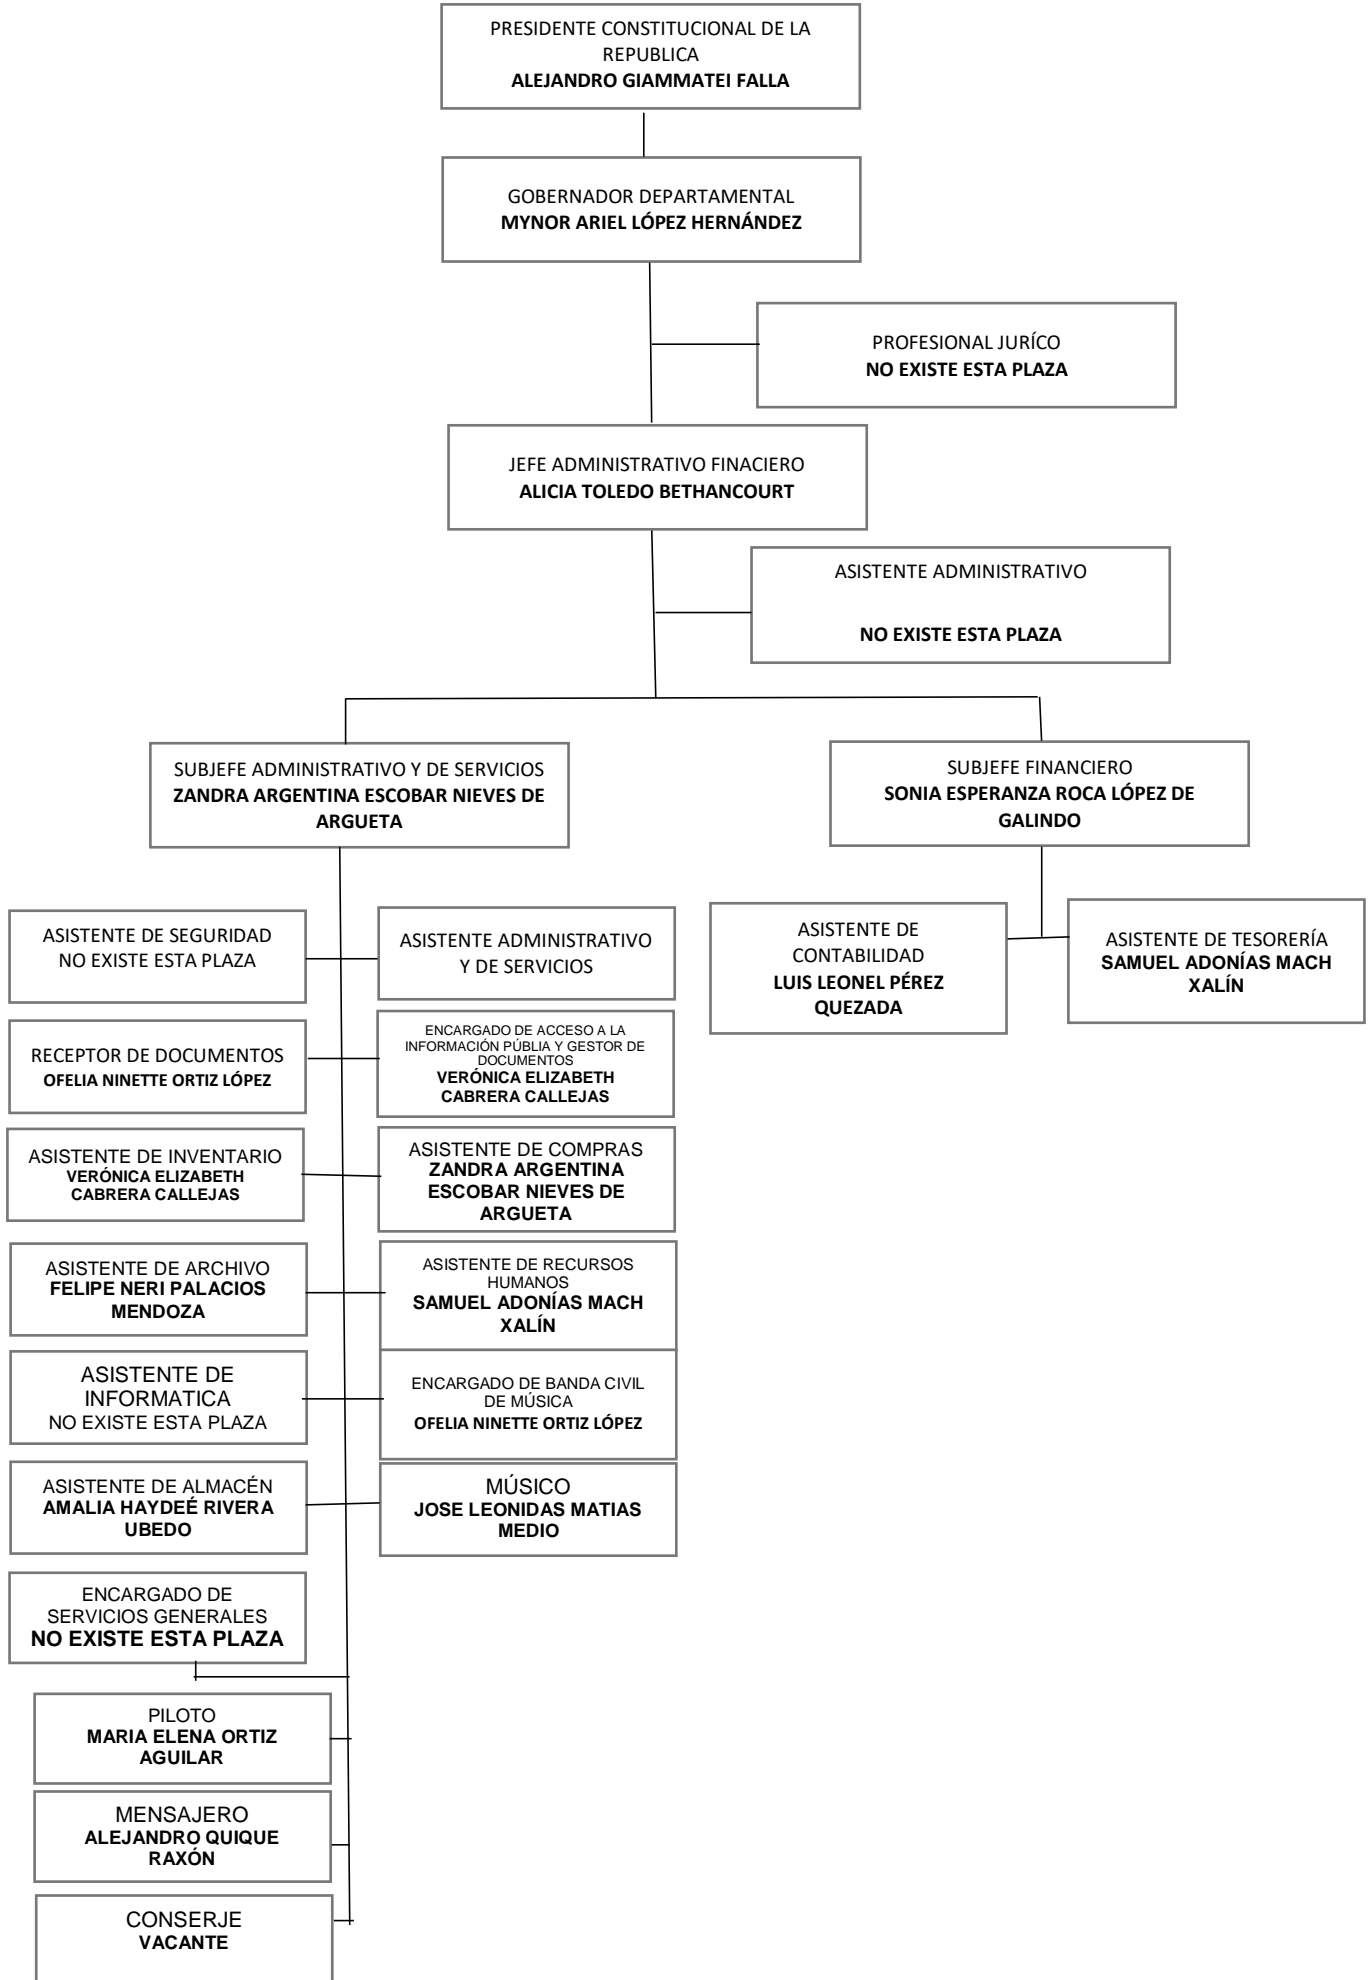 PRESIDENTE CONSTITUCIONAL DE LA
REPUBLICA
ALEJANDRO GIAMMATEI FALLA
GOBERNADOR DEPARTAMENTAL
MYNOR ARIEL LÓPEZ HERNÁNDEZ
PROFESIONAL JURÍCO
NO EXISTE ESTA PLAZA
JEFE ADMINISTRATIVO FINACIERO
ALICIA TOLEDO BETHANCOURT
ASISTENTE ADMINISTRATIVO
NO EXISTE ESTA PLAZA
SUBJEFE ADMINISTRATIVO Y DE SERVICIOS
ZANDRA ARGENTINA ESCOBAR NIEVES DE
ARGUETA
SUBJEFE FINANCIERO
SONIA ESPERANZA ROCA LÓPEZ DE
GALINDO
ASISTENTE DE SEGURIDAD
NO EXISTE ESTA PLAZA
ASISTENTE ADMINISTRATIVO
Y DE SERVICIOS
ASISTENTE DE
CONTABILIDAD
LUIS LEONEL PÉREZ
QUEZADA
ASISTENTE DE TESORERÍA
SAMUEL ADONÍAS MACH
XALÍN
RECEPTOR DE DOCUMENTOS
OFELIA NINETTE ORTIZ LÓPEZ
ENCARGADO DE ACCESO A LA
INFORMACIÓN PÚBLIA Y GESTOR DE
DOCUMENTOS
VERÓNICA ELIZABETH
CABRERA CALLEJAS
ASISTENTE DE INVENTARIO
VERÓNICA ELIZABETH
CABRERA CALLEJAS
ASISTENTE DE COMPRAS
ZANDRA ARGENTINA
ESCOBAR NIEVES DE
ARGUETA
ASISTENTE DE ARCHIVO
FELIPE NERI PALACIOS
MENDOZA
ASISTENTE DE RECURSOS
HUMANOS
SAMUEL ADONÍAS MACH
XALÍN
ASISTENTE DE
INFORMATICA
NO EXISTE ESTA PLAZA
ENCARGADO DE BANDA CIVIL
DE MÚSICA
OFELIA NINETTE ORTIZ LÓPEZ
ASISTENTE DE ALMACÉN
AMALIA HAYDEÉ RIVERA
UBEDO
MÚSICO
JOSE LEONIDAS MATIAS
MEDIO
ENCARGADO DE
SERVICIOS GENERALES
NO EXISTE ESTA PLAZA
PILOTO
MARIA ELENA ORTIZ
AGUILAR
MENSAJERO
ALEJANDRO QUIQUE
RAXÓN
CONSERJE
VACANTE